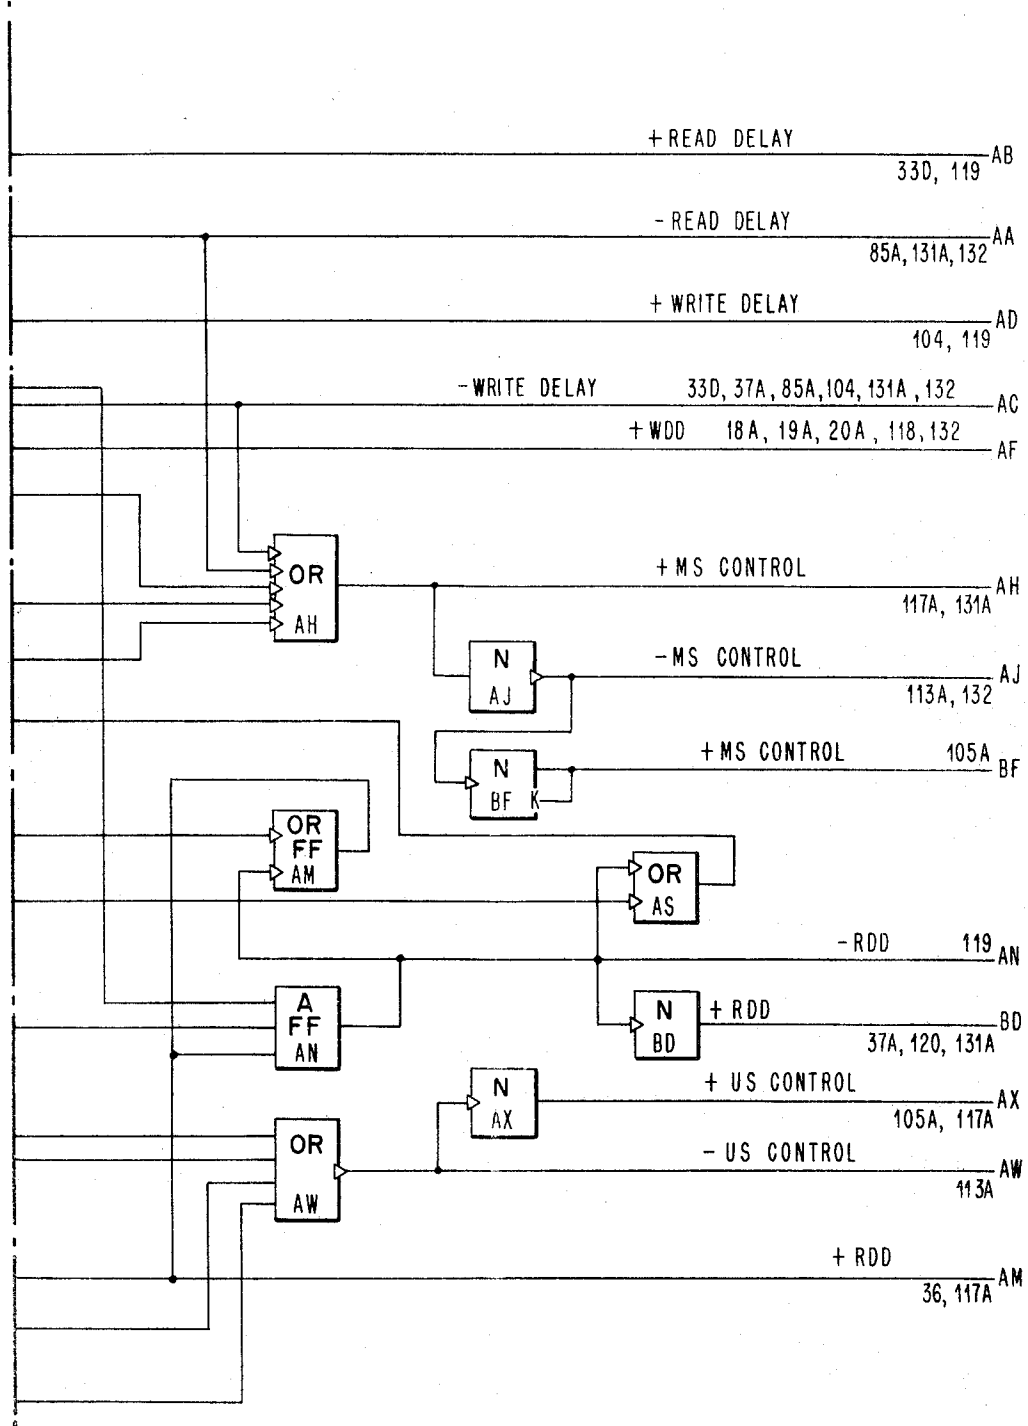 + READ DELAY
AB
33D, 119
- READ DELAY
AA
85A, 131A, 132
+ WRITE DELAY
AD
104, 119
- WRITE DELAY 33D, 37A, 85A, 104, 131A, 132
AC
+ WDD 18A, 19A, 20A, 118, 132
AF
OR
AH
+ MS CONTROL
AH
117A, 131A
N
AJ
- MS CONTROL
AJ
113A, 132
N
BF K
+ MS CONTROL 105A
BF
OR
FF
AM
OR
AS
- RDD 119
AN
A
FF
AN
N
BD
+ RDD
BD
37A, 120, 131A
N
AX
+ US CONTROL
AX
105A, 117A
OR
AW
- US CONTROL
AW
113A
+ RDD
AM
36, 117A